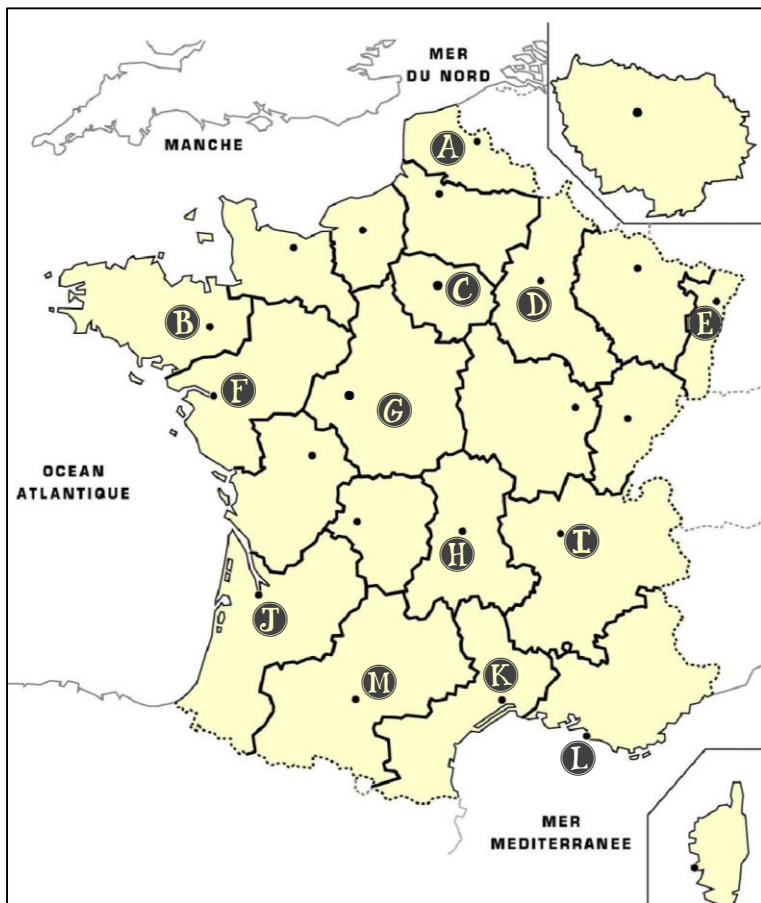 MER
DU NORD
MANCHE
A
C
D
B
E
F
G
OCEAN
ATLANTIQUE
H
I
J
M
K
L
MER
MEDITERRANEE